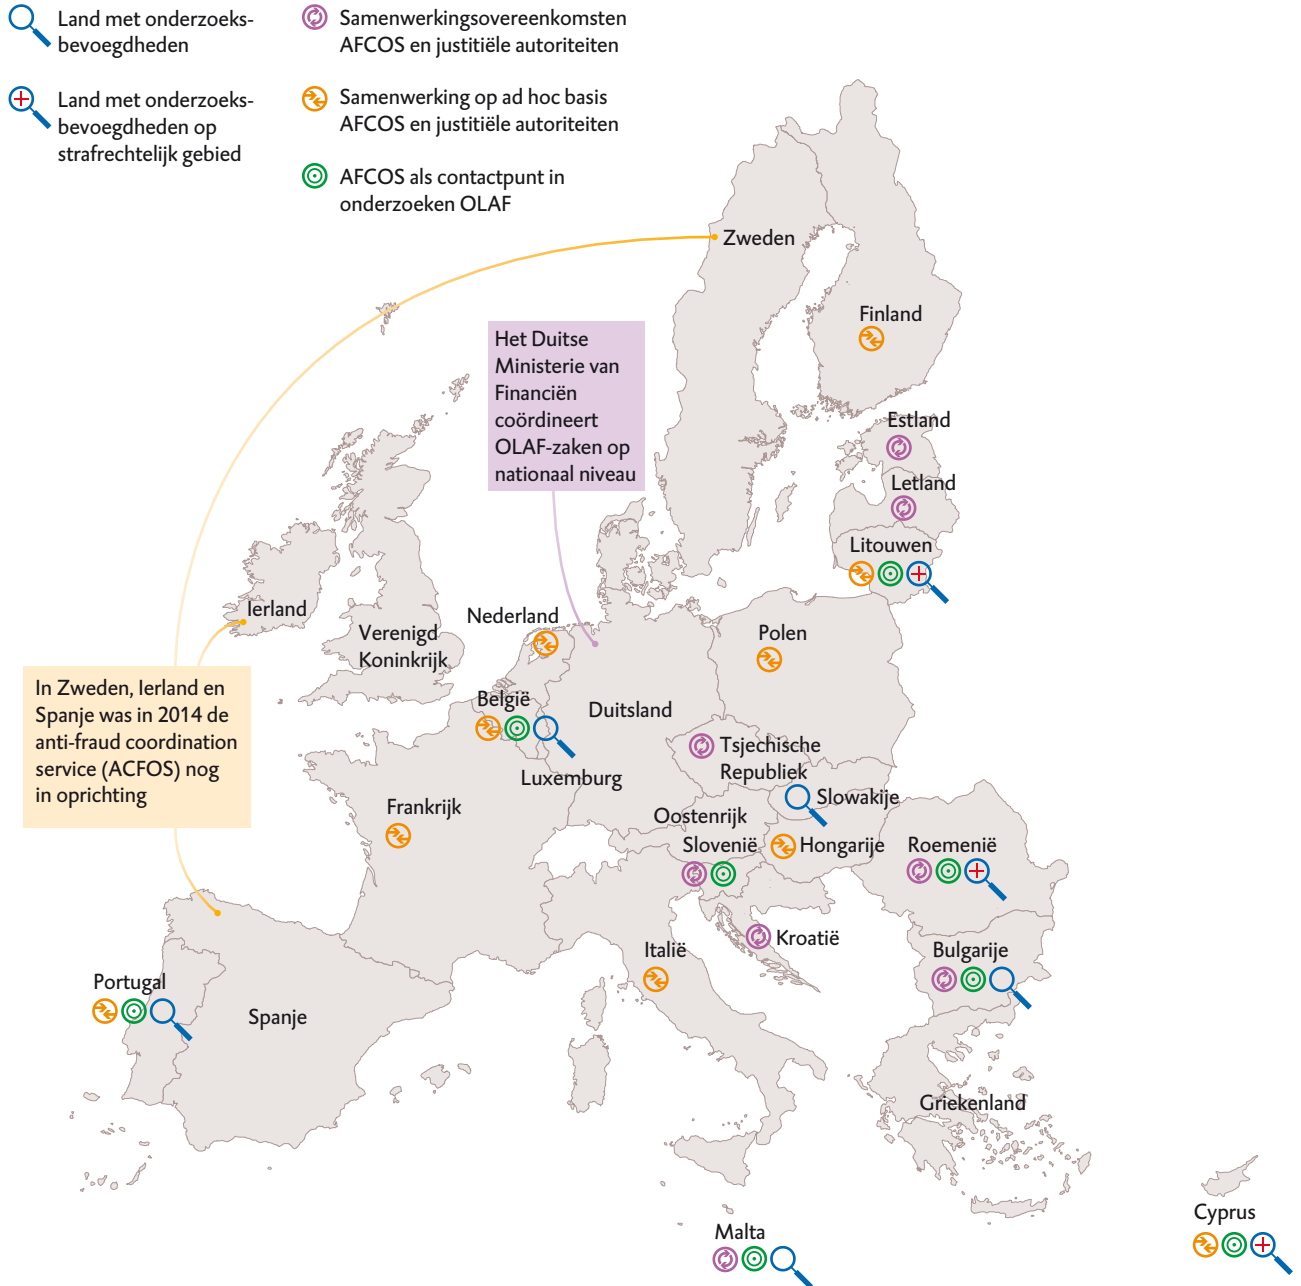 Land met onderzoeks-
bevoegdheden
Land met onderzoeks-
bevoegdheden op
strafrechtelijk gebied
Samenwerkingsovereenkomsten
AFCOS en justitiële autoriteiten
Samenwerking op ad hoc basis
AFCOS en justitiële autoriteiten
AFCOS als contactpunt in
onderzoeken OLAF
Zweden
Finland
Het Duitse
Ministerie van
Financiën
coördineert
OLAF-zaken op
nationaal niveau
Estland
Letland
Litouwen
Ierland
Verenigd
Koninkrijk
Nederland
Polen
In Zweden, Ierland en
Spanje was in 2014 de
anti-fraud coordination
service (ACFOS) nog
in oprichting
België
Duitsland
Luxemburg
Tsjechische
Republiek
Slowakije
Frankrijk
Oostenrijk
Slovenië
Hongarije
Roemenië
Kroatië
Italië
Bulgarije
Portugal
Spanje
Griekenland
Malta
Cyprus